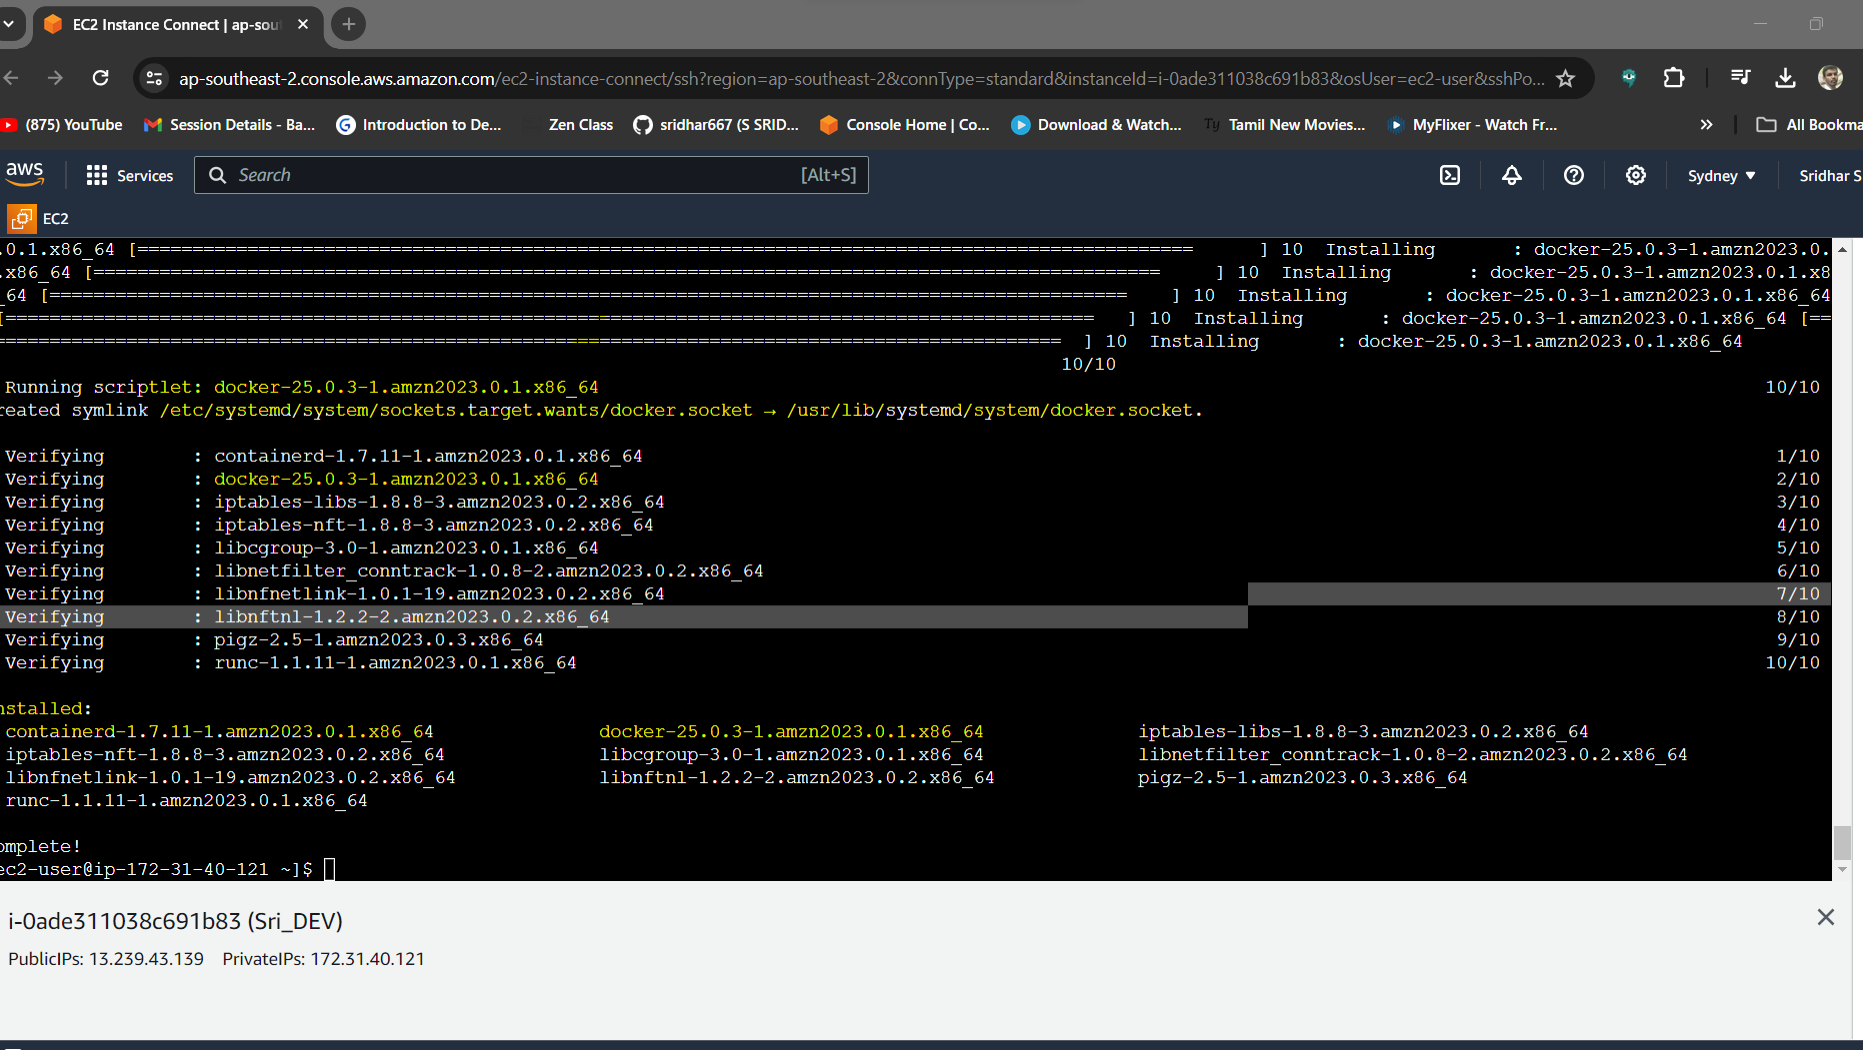 EC2 Instance Connect | ap-sou
ap-southeast-2.console.aws.amazon.com/ec2-instance-connect/ssh?region=ap-southeast-2&connType=standard&instanceId=i-0ade311038c691b83&osUser=ec2-user&sshPo...
(875) YouTube Session Details - Ba... Introduction to De... Zen Class sridhar667 (S SRID... Console Home | Co... Download & Watch... Ty Tamil New Movies... MyFlixer - Watch Fr... » All Bookma
aws Services Search [Alt+S] Sydney ▼ Sridhar S
EC2
.0.1.x86_64 [================================================================================================      ] 10  Installing       : docker-25.0.3-1.amzn2023.0.
.x86_64 [=================================================================================================     ] 10  Installing       : docker-25.0.3-1.amzn2023.0.1.x8
_64 [==================================================================================================    ] 10  Installing       : docker-25.0.3-1.amzn2023.0.1.x86_64
[===================================================================================================   ] 10  Installing       : docker-25.0.3-1.amzn2023.0.1.x86_64 [==
=================================================================================================  ] 10  Installing       : docker-25.0.3-1.amzn2023.0.1.x86_64
10/10
Running scriptlet: docker-25.0.3-1.amzn2023.0.1.x86_64 10/10
reated symlink /etc/systemd/system/sockets.target.wants/docker.socket → /usr/lib/systemd/system/docker.socket.
Verifying : containerd-1.7.11-1.amzn2023.0.1.x86_64 1/10
Verifying : docker-25.0.3-1.amzn2023.0.1.x86_64 2/10
Verifying : iptables-libs-1.8.8-3.amzn2023.0.2.x86_64 3/10
Verifying : iptables-nft-1.8.8-3.amzn2023.0.2.x86_64 4/10
Verifying : libcgroup-3.0-1.amzn2023.0.1.x86_64 5/10
Verifying : libnetfilter_conntrack-1.0.8-2.amzn2023.0.2.x86_64 6/10
Verifying : libnfnetlink-1.0.1-19.amzn2023.0.2.x86_64 7/10
Verifying : libnftnl-1.2.2-2.amzn2023.0.2.x86_64 8/10
Verifying : pigz-2.5-1.amzn2023.0.3.x86_64 9/10
Verifying : runc-1.1.11-1.amzn2023.0.1.x86_64 10/10
nstalled:
containerd-1.7.11-1.amzn2023.0.1.x86_64 docker-25.0.3-1.amzn2023.0.1.x86_64 iptables-libs-1.8.8-3.amzn2023.0.2.x86_64
iptables-nft-1.8.8-3.amzn2023.0.2.x86_64 libcgroup-3.0-1.amzn2023.0.1.x86_64 libnetfilter_conntrack-1.0.8-2.amzn2023.0.2.x86_64
libnfnetlink-1.0.1-19.amzn2023.0.2.x86_64 libnftnl-1.2.2-2.amzn2023.0.2.x86_64 pigz-2.5-1.amzn2023.0.3.x86_64
runc-1.1.11-1.amzn2023.0.1.x86_64
omplete!
ec2-user@ip-172-31-40-121 ~]$
i-0ade311038c691b83 (Sri_DEV)
PublicIPs: 13.239.43.139 PrivateIPs: 172.31.40.121